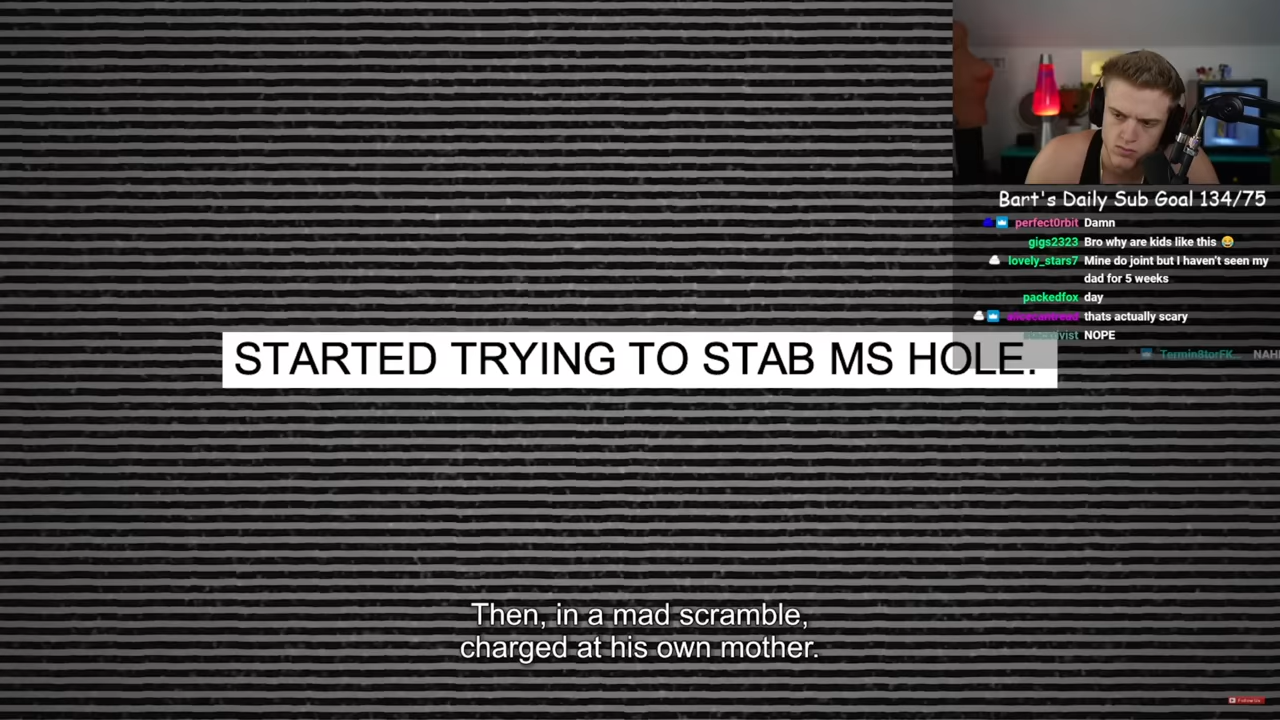 Bart's Daily Sub Goal 134/75
perfect0rbit Damn
gigs2323 Bro why are kids like this 😂
lovely_stars7 Mine do joint but I haven't seen my
dad for 5 weeks
packedfox day
thats actually scary
NOPE
Termin8torFK... NAH
STARTED TRYING TO STAB MS HOLE.
Then, in a mad scramble,
charged at his own mother.